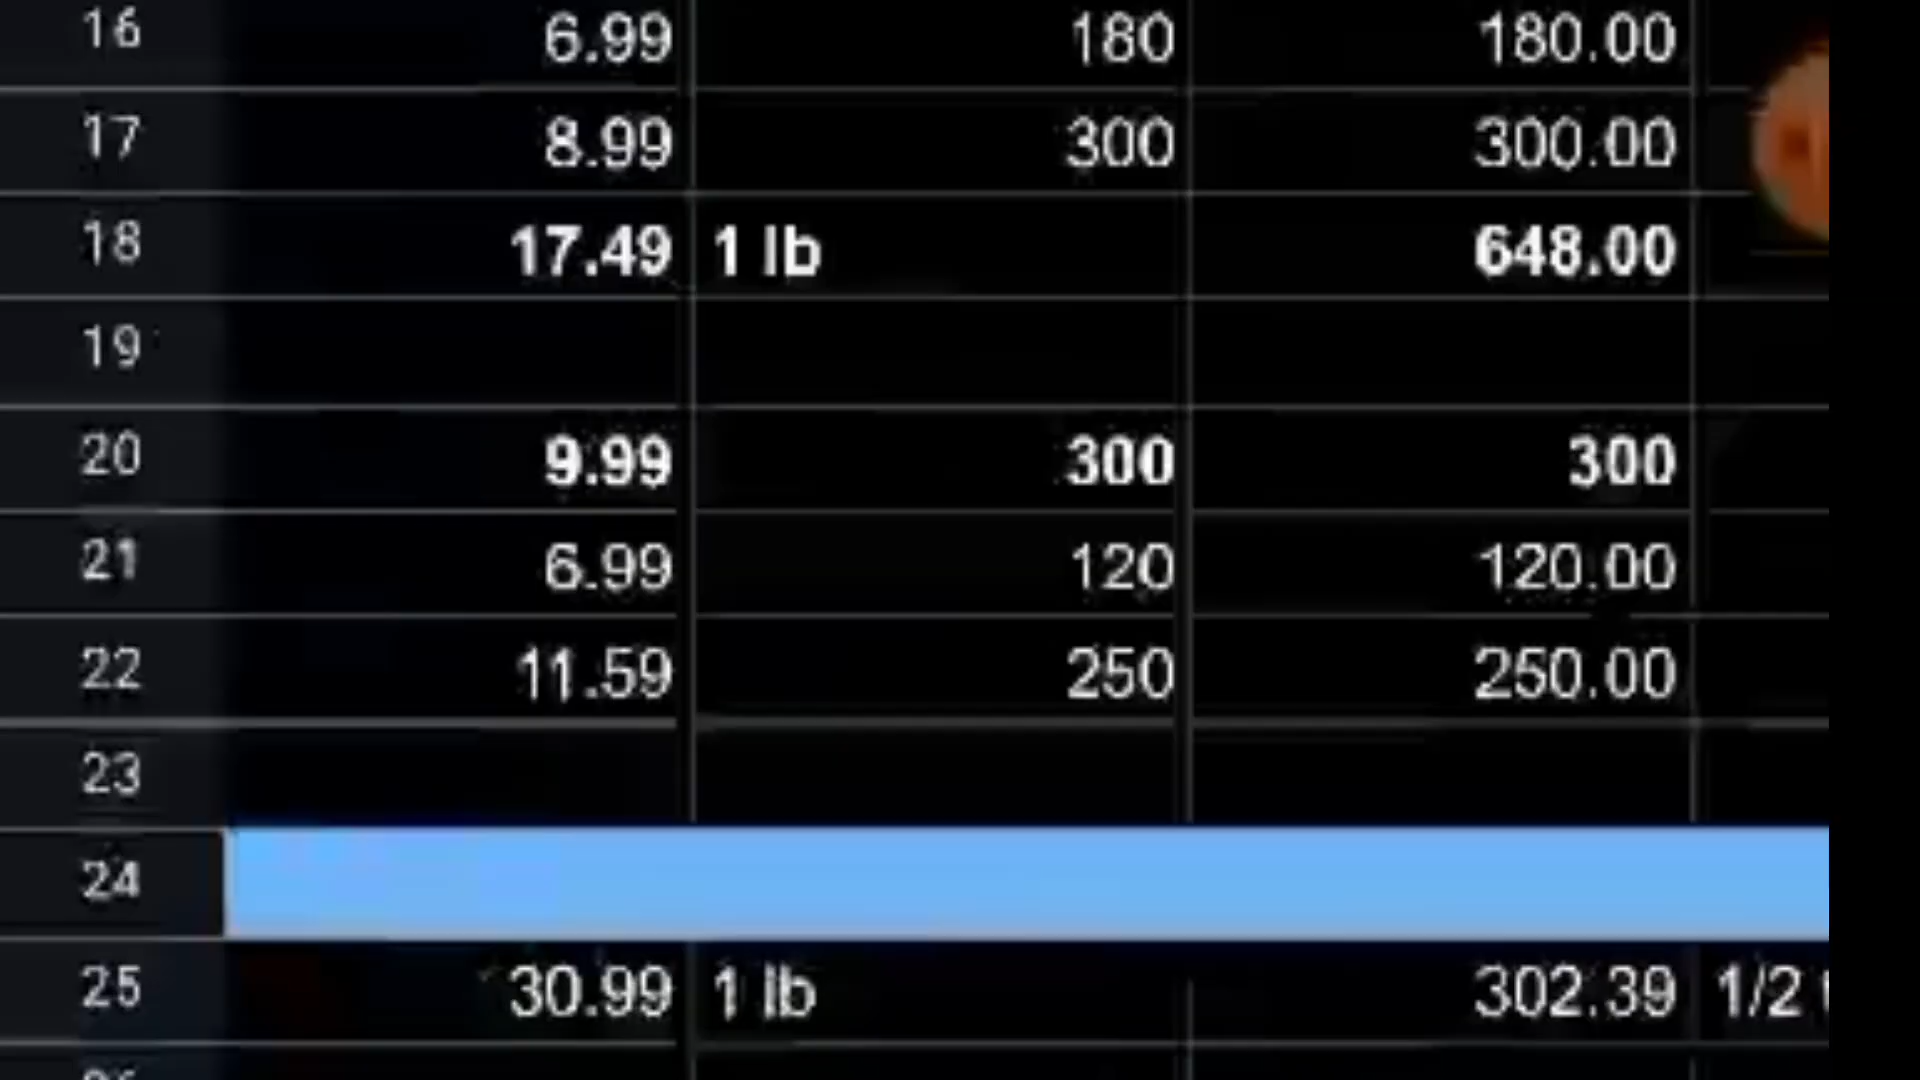 16 6.99 180 180.00
17 8.99 300 300.00
18 17.49 1 lb 648.00
19
20 9.99 300 300
21 6.99 120 120.00
22 11.59 250 250.00
23
24
25 30.99 1 lb 302.39 1/2